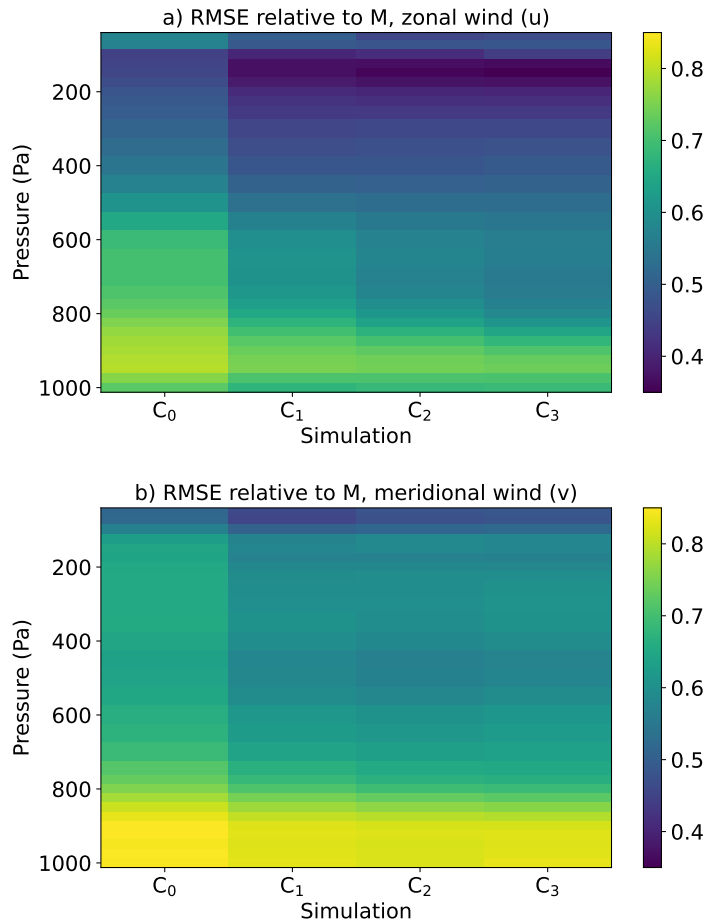 a) RMSE relative to M, zonal wind (u)
Pressure (Pa)
200
400
600
800
1000
C₀ C₁ C₂ C₃
Simulation
0.8
0.7
0.6
0.5
0.4
b) RMSE relative to M, meridional wind (v)
Pressure (Pa)
200
400
600
800
1000
C₀ C₁ C₂ C₃
Simulation
0.8
0.7
0.6
0.5
0.4